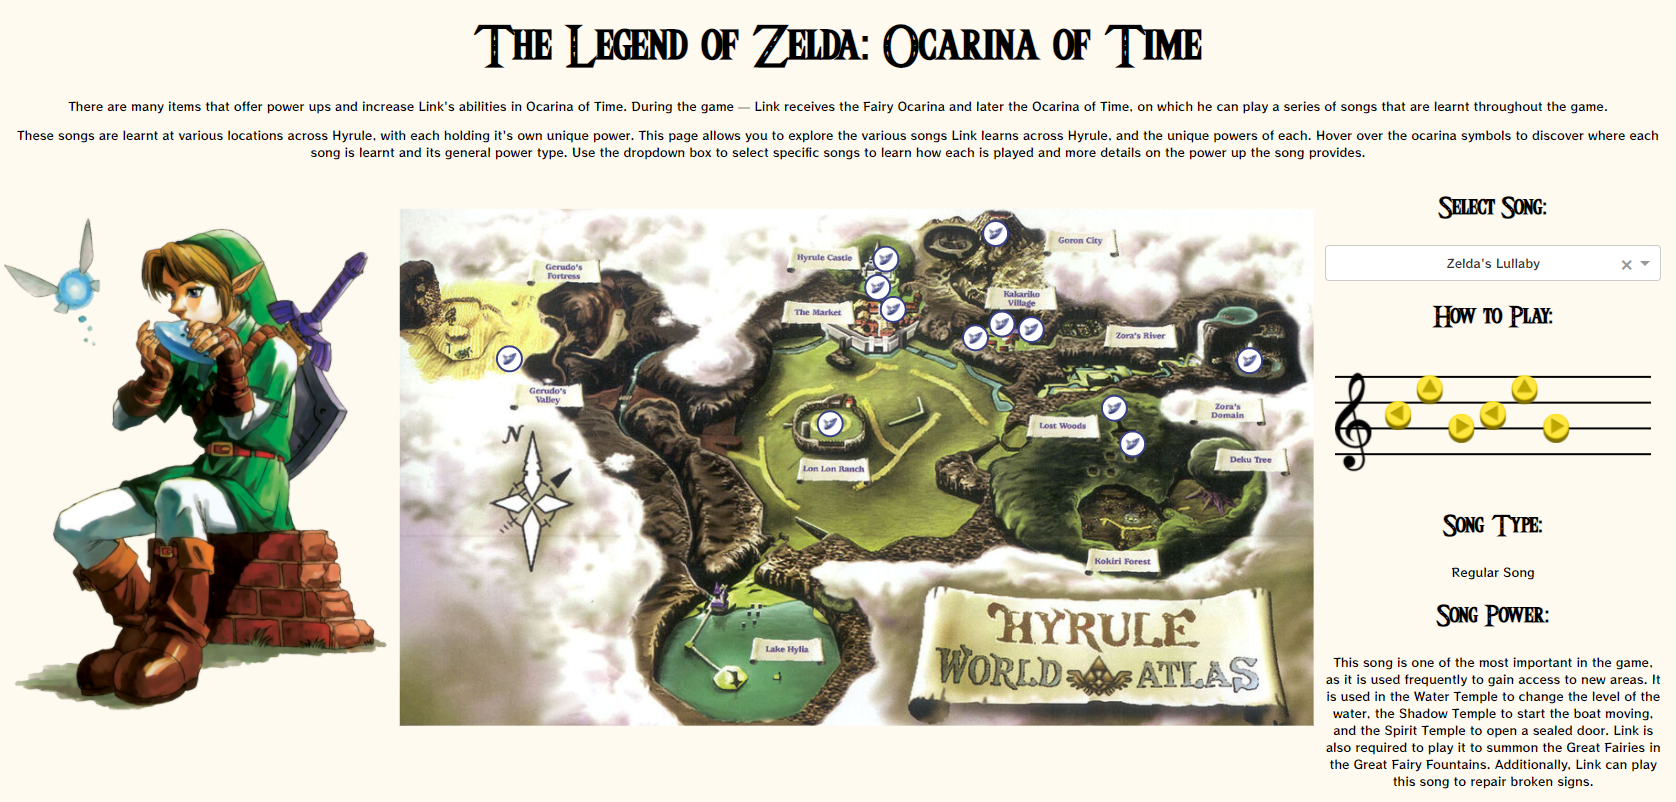 THE LEGEND OF ZELDA: OCARINA OF TIME
There are many items that offer power ups and increase Link's abilities in Ocarina of Time. During the game — Link receives the Fairy Ocarina and later the Ocarina of Time, on which he can play a series of songs that are learnt throughout the game.
These songs are learnt at various locations across Hyrule, with each holding it's own unique power. This page allows you to explore the various songs Link learns across Hyrule, and the unique powers of each. Hover over the ocarina symbols to discover where each
song is learnt and its general power type. Use the dropdown box to select specific songs to learn how each is played and more details on the power up the song provides.
Goron City
Hyrule Castle
Gerudo's
Fortress
Kakariko
Village
The Market
Zora's River
Gerudo's
Valley
Zora's
Domain
Lost Woods
N
Deku Tree
Lon Lon Ranch
Kokiri Forest
Lake Hylia
HYRULE
WORLD ATLAS
SELECT SONG:
Zelda's Lullaby
HOW TO PLAY:
SONG TYPE:
Regular Song
SONG POWER:
This song is one of the most important in the game,
as it is used frequently to gain access to new areas. It
is used in the Water Temple to change the level of the
water, the Shadow Temple to start the boat moving,
and the Spirit Temple to open a sealed door. Link is
also required to play it to summon the Great Fairies in
the Great Fairy Fountains. Additionally, Link can play
this song to repair broken signs.